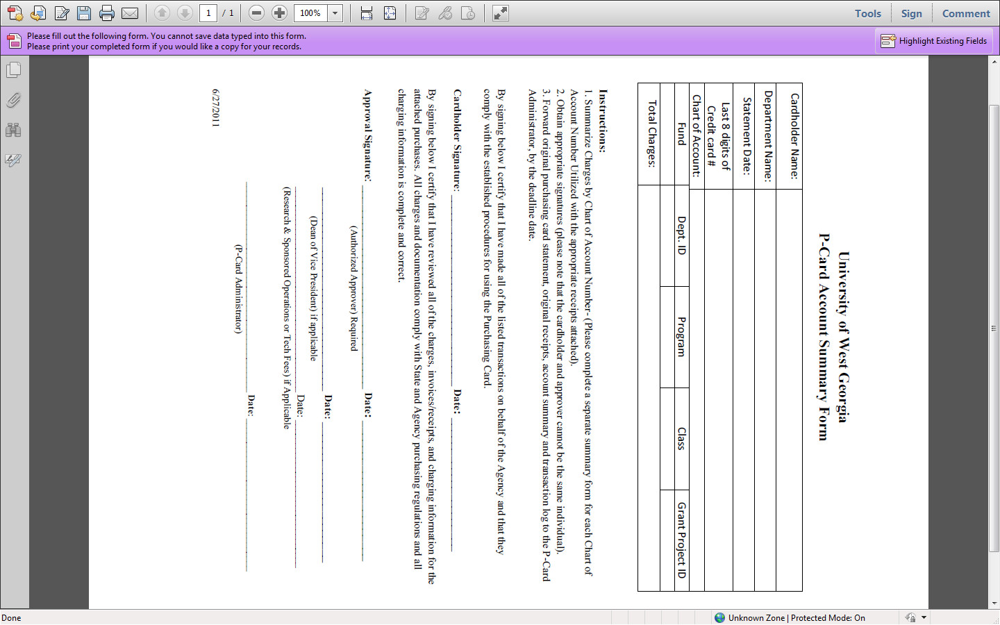 1 / 1
100%
Tools
Sign
Comment
Please fill out the following form. You cannot save data typed into this form.
Please print your completed form if you would like a copy for your records.
Highlight Existing Fields
University of West Georgia
P-Card Account Summary Form
Cardholder Name:
Department Name:
Statement Date:
Last 8 digits of
Credit card #
Chart of Account:
Fund Dept. ID Program Class Grant Project ID
Total Charges:
Instructions:
1. Summarize Charges by Chart of Account Number- (Please complete a separate summary form for each Chart of
Account Number Utilized with the appropriate receipts attached).
2. Obtain appropriate signatures (please note that the cardholder and approver cannot be the same individual).
3. Forward original purchasing card statement, original receipts, account summary and transaction log to the P-Card
Administrator, by the deadline date.
By signing below I certify that I have made all of the listed transactions on behalf of the Agency and that they
comply with the established procedures for using the Purchasing Card.
Cardholder Signature: Date:
By signing below I certify that I have reviewed all of the charges, invoices/receipts, and charging information for the
attached purchases. All charges and documentation comply with State and Agency purchasing regulations and all
charging information is complete and correct.
Approval Signature: Date:
(Authorized Approver) Required
Date:
(Dean of Vice President) if applicable
Date:
(Research & Sponsored Operations or Tech Fees) if Applicable
Date:
(P-Card Administrator)
6/27/2011
Done
Unknown Zone | Protected Mode: On